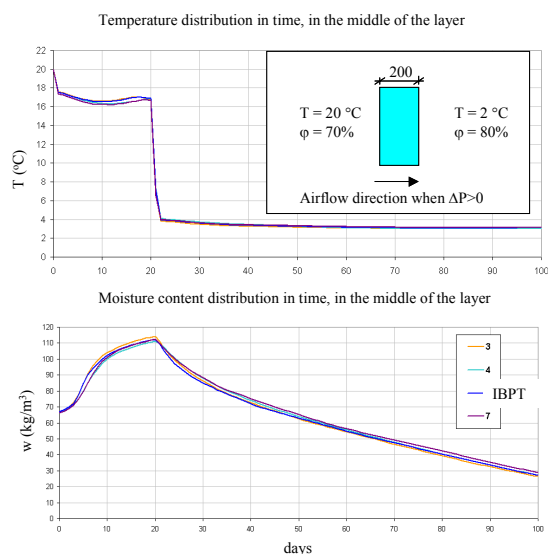 Temperature distribution in time, in the middle of the layer
22
20
18
16
14
12
10
8
6
4
2
0
T (°C)
0 10 20 30 40 50 60 70 80 90 100
200
T = 20 °C
φ = 70%
T = 2 °C
φ = 80%
Airflow direction when ΔP>0
Moisture content distribution in time, in the middle of the layer
120
110
100
90
80
70
60
50
40
30
20
10
0
w (kg/m³)
0 10 20 30 40 50 60 70 80 90 100
days
3
4
IBPT
7